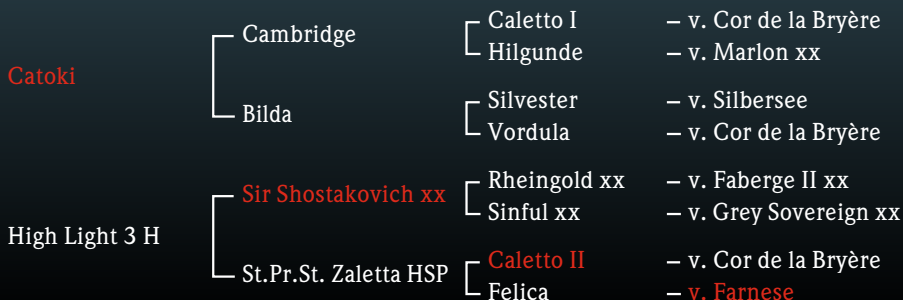 Catoki
Cambridge
Caletto I – v. Cor de la Bryère
Hilgunde – v. Marlon xx
Bilda
Silvester – v. Silbersee
Vordula – v. Cor de la Bryère
High Light 3 H
Sir Shostakovich xx
Rheingold xx – v. Faberge II xx
Sinful xx – v. Grey Sovereign xx
St.Pr.St. Zaletta HSP
Caletto II – v. Cor de la Bryère
Felica – v. Farnese